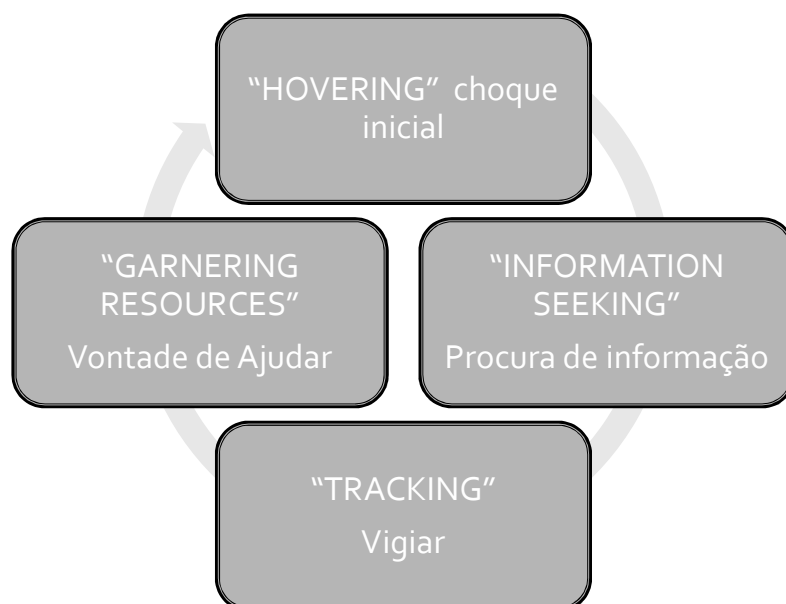 “HOVERING” choque
inicial
“GARNERING
RESOURCES”
Vontade de Ajudar
“INFORMATION
SEEKING”
Procura de informação
“TRACKING”
Vigiar